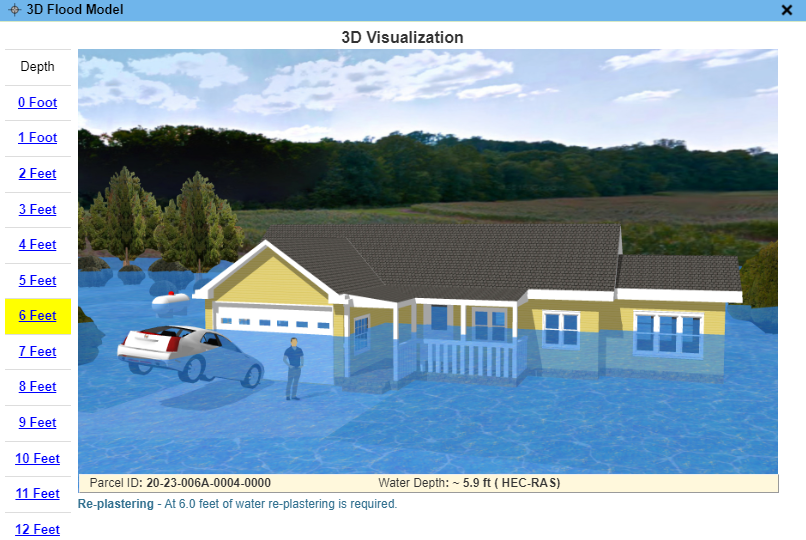 3D Flood Model
3D Visualization
Depth
0 Foot
1 Foot
2 Feet
3 Feet
4 Feet
5 Feet
6 Feet
7 Feet
8 Feet
9 Feet
10 Feet
11 Feet
12 Feet
Parcel ID: 20-23-006A-0004-0000 Water Depth: ~ 5.9 ft ( HEC-RAS)
Re-plastering - At 6.0 feet of water re-plastering is required.